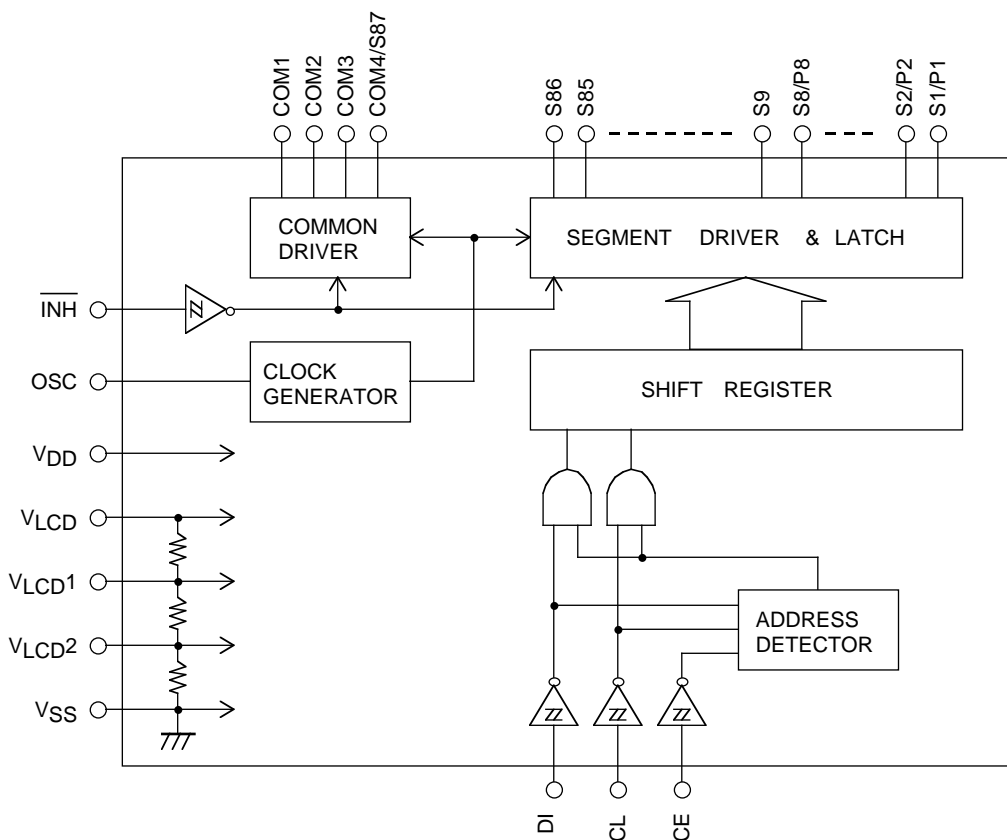 COM1
COM2
COM3
COM4/S87
S86
S85
S9
S8/P8
S2/P2
S1/P1
COMMON
DRIVER
SEGMENT DRIVER & LATCH
INH
OSC
CLOCK
GENERATOR
SHIFT REGISTER
VDD
VLCD
VLCD1
VLCD2
VSS
ADDRESS
DETECTOR
DI
CL
CE